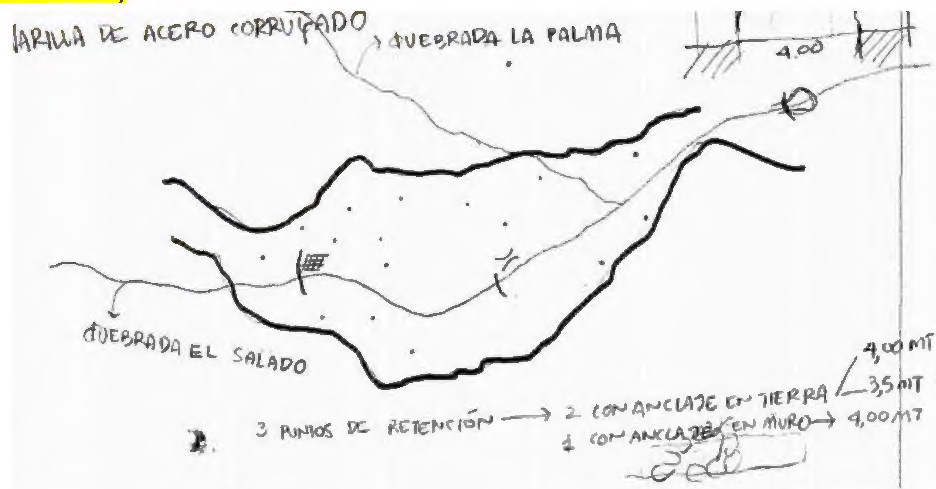 VARILLA DE ACERO CORRUGADO
QUEBRADA LA PALMA
4.00
QUEBRADA EL SALADO
3 PUNTOS DE RETENCIÓN → 2 CON ANCLAJE EN TIERRA
4,00 MT
3,5 MT
1 CON ANCLAJE EN MURO → 4,00 MT